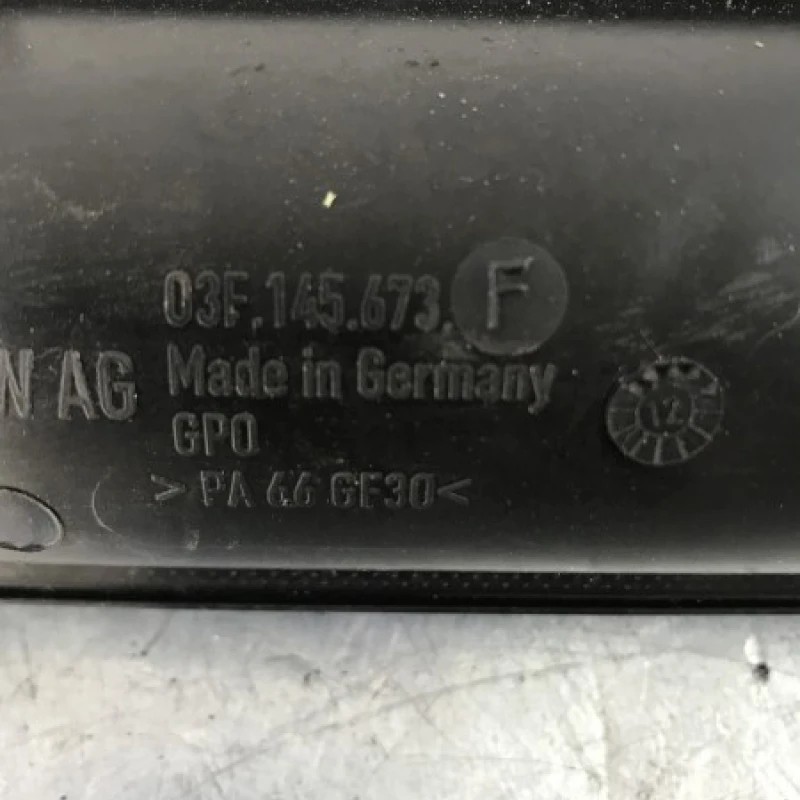 03F.145.673.F
W AG Made in Germany
GPO
> PA 66 GF30 <
12